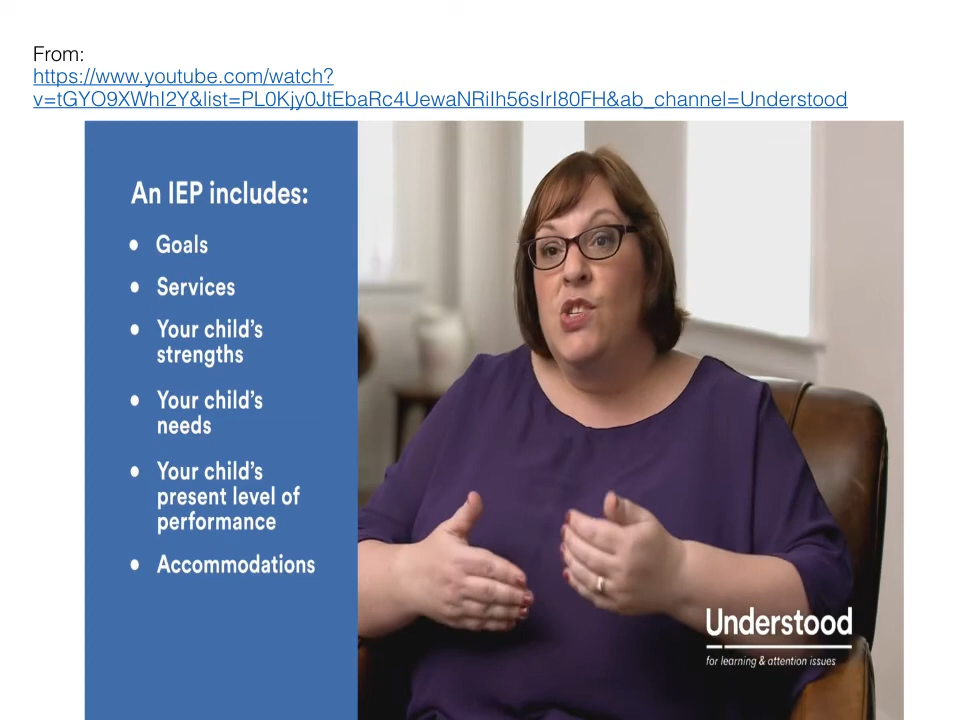 From:
https://www.youtube.com/watch?
v=tGYO9XWhI2Y&list=PL0Kjy0JtEbaRc4UewaNRiIh56sIrI80FH&ab_channel=Understood
An IEP includes:
• Goals
• Services
• Your child's
strengths
• Your child's
needs
• Your child's
present level of
performance
• Accommodations
Understood
for learning & attention issues